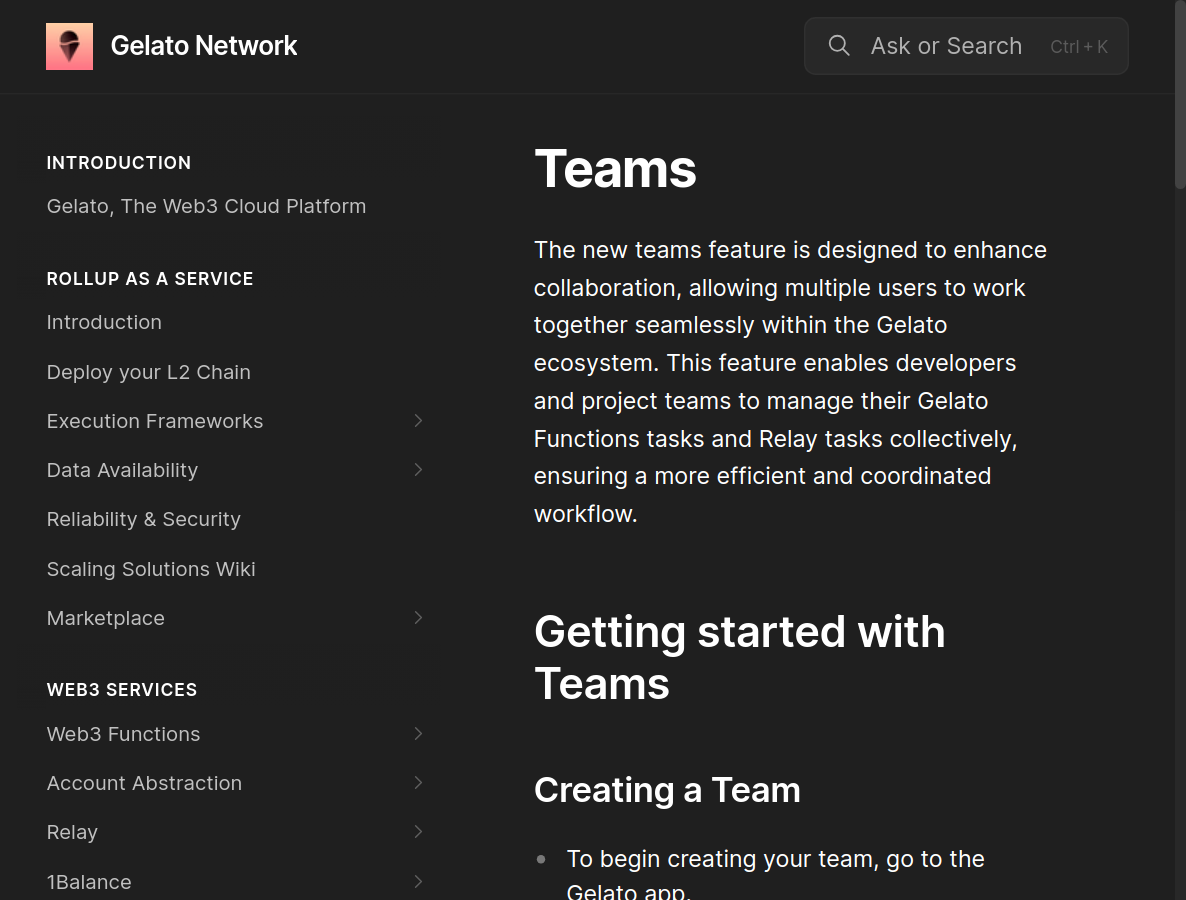 Gelato Network
Ask or Search Ctrl + K
INTRODUCTION
Gelato, The Web3 Cloud Platform
ROLLUP AS A SERVICE
Introduction
Deploy your L2 Chain
Execution Frameworks
Data Availability
Reliability & Security
Scaling Solutions Wiki
Marketplace
WEB3 SERVICES
Web3 Functions
Account Abstraction
Relay
1Balance
Teams
The new teams feature is designed to enhance
collaboration, allowing multiple users to work
together seamlessly within the Gelato
ecosystem. This feature enables developers
and project teams to manage their Gelato
Functions tasks and Relay tasks collectively,
ensuring a more efficient and coordinated
workflow.
Getting started with
Teams
Creating a Team
To begin creating your team, go to the
Gelato app.